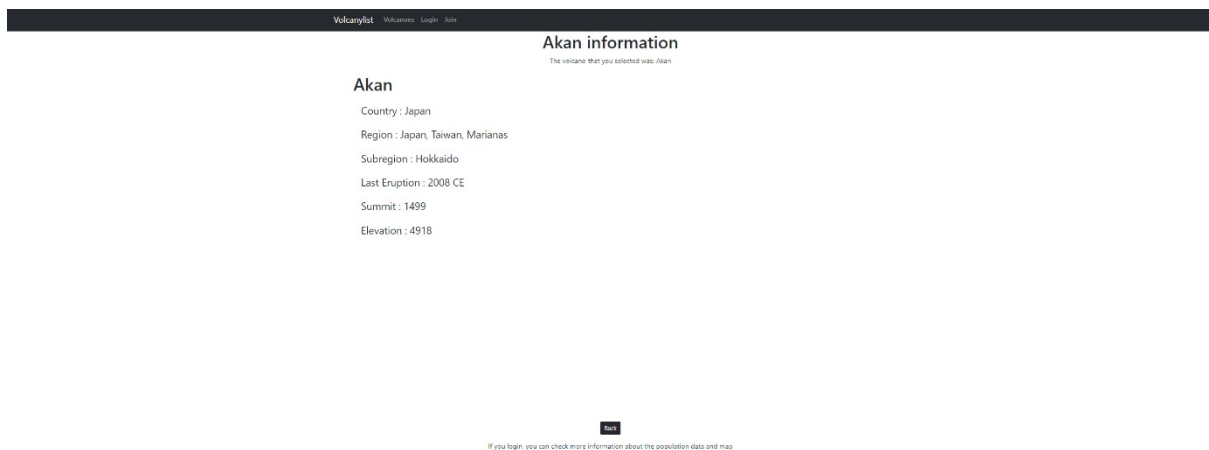 Volcanylist Volcanoes Login Join
Akan information
The volcano that you selected was: Akan
Akan
Country : Japan
Region : Japan, Taiwan, Marianas
Subregion : Hokkaido
Last Eruption : 2008 CE
Summit : 1499
Elevation : 4918
Back
If you login, you can check more information about the population data and map